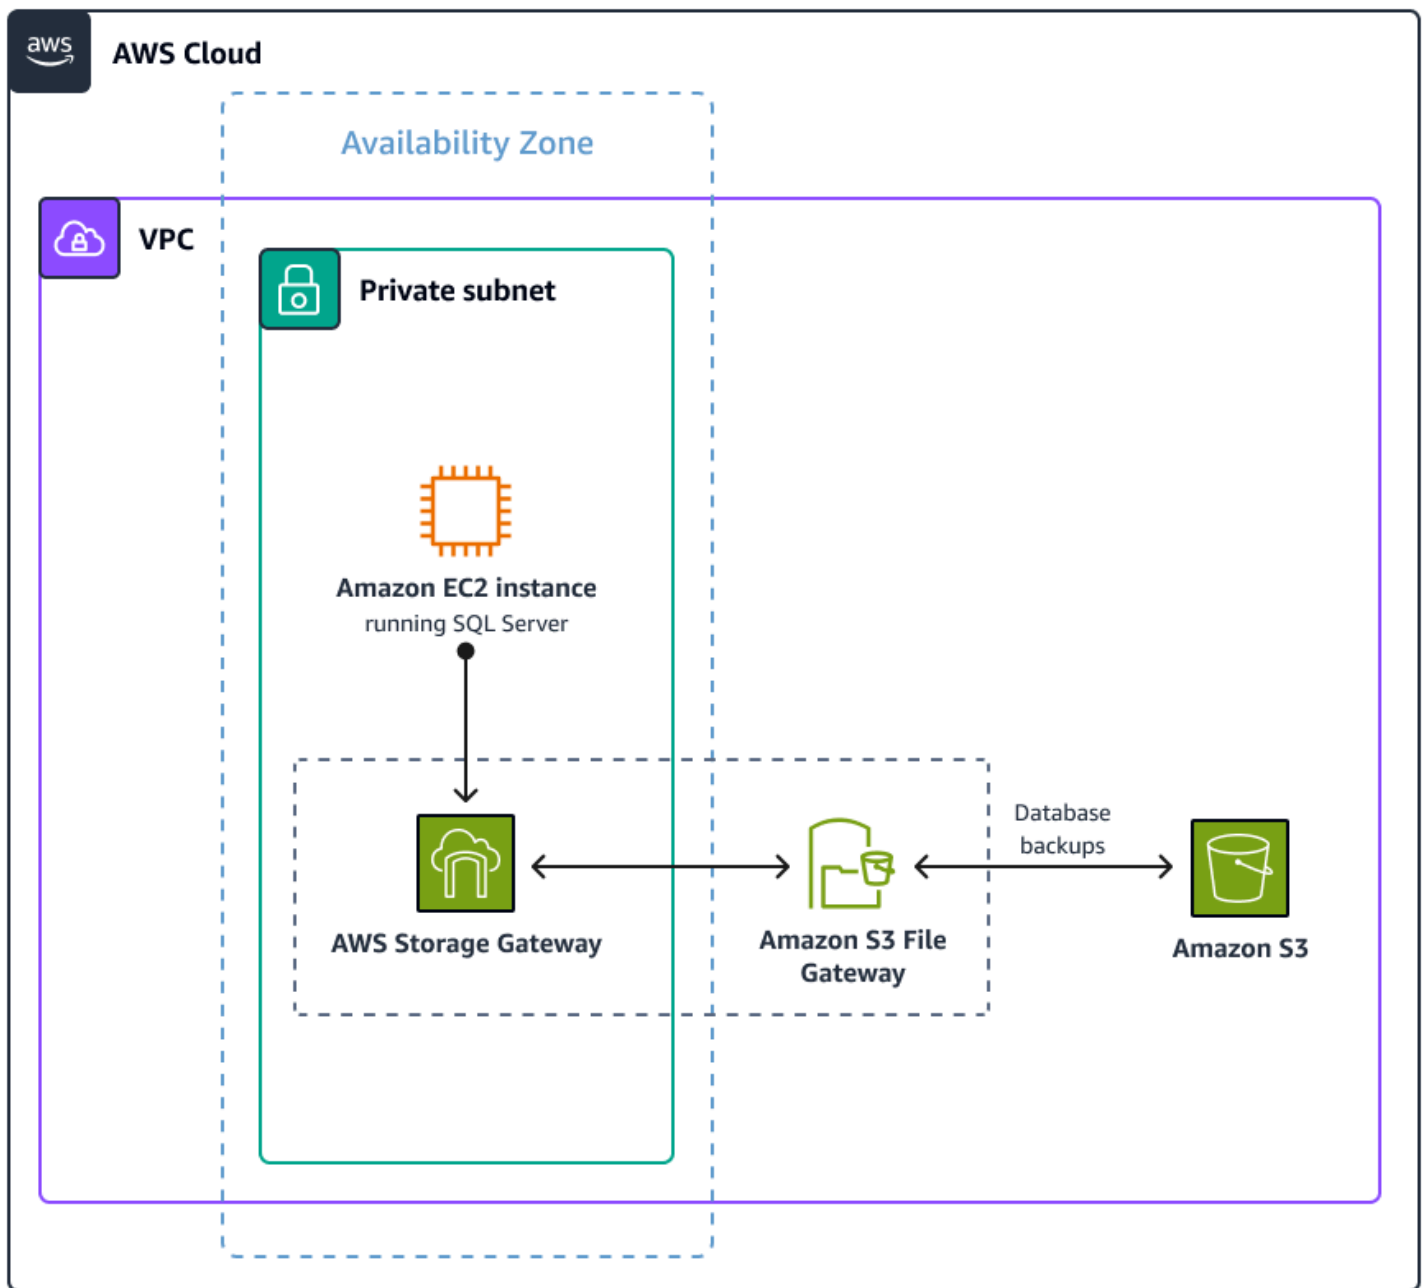 aws
AWS Cloud
Availability Zone
VPC
Private subnet
Amazon EC2 instance
running SQL Server
Database
backups
AWS Storage Gateway
Amazon S3 File
Gateway
Amazon S3